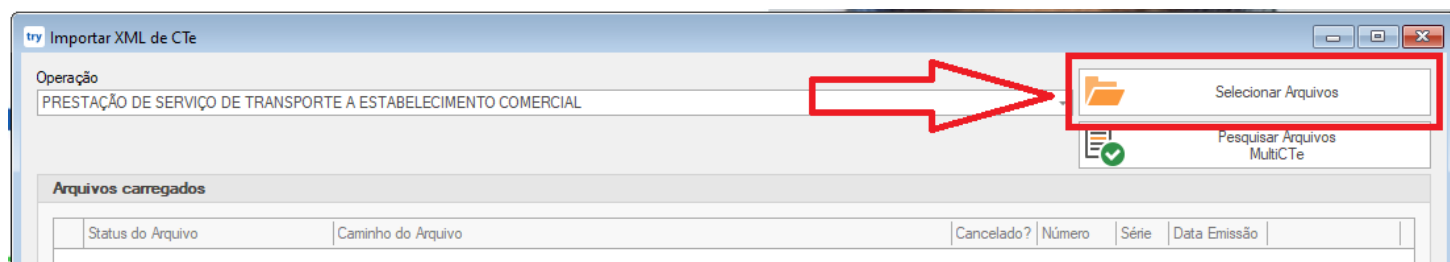 try Importar XML de CTe
Operação
PRESTAÇÃO DE SERVIÇO DE TRANSPORTE A ESTABELECIMENTO COMERCIAL
Selecionar Arquivos
Pesquisar Arquivos
MultiCTe
Arquivos carregados
Status do Arquivo Caminho do Arquivo Cancelado? Número Série Data Emissão